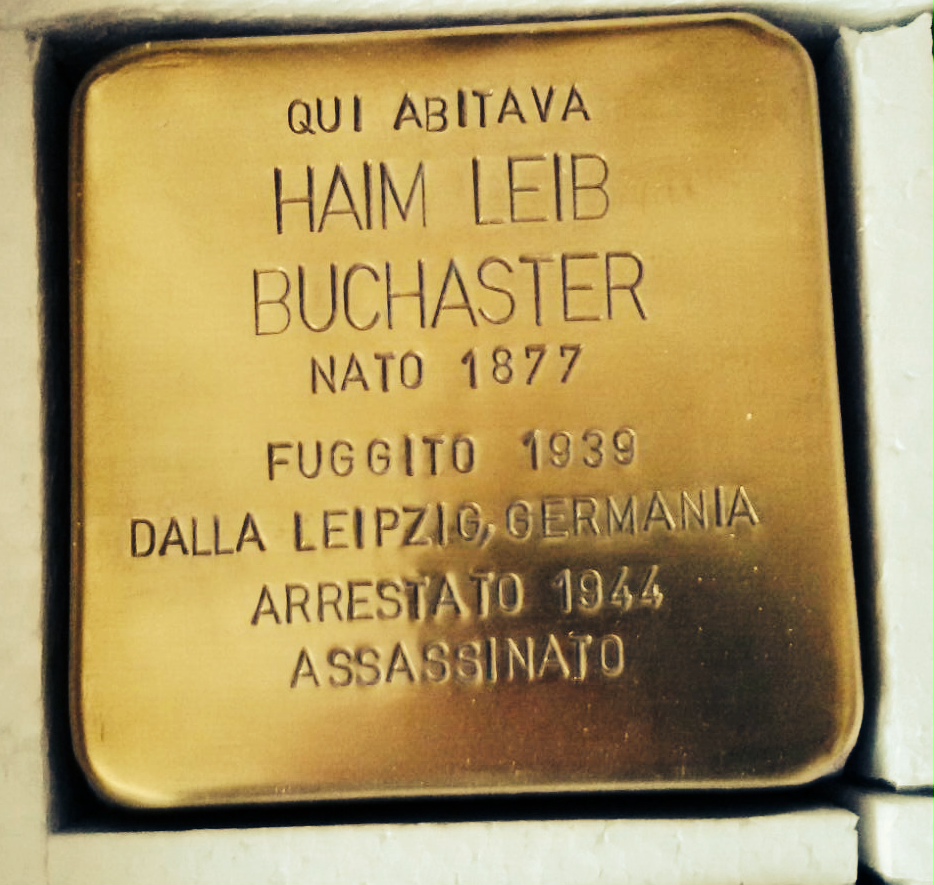 QUI ABITAVA
HAIM LEIB
BUCHASTER
NATO 1877
FUGGITO 1939
DALLA LEIPZIG, GERMANIA
ARRESTATO 1944
ASSASSINATO